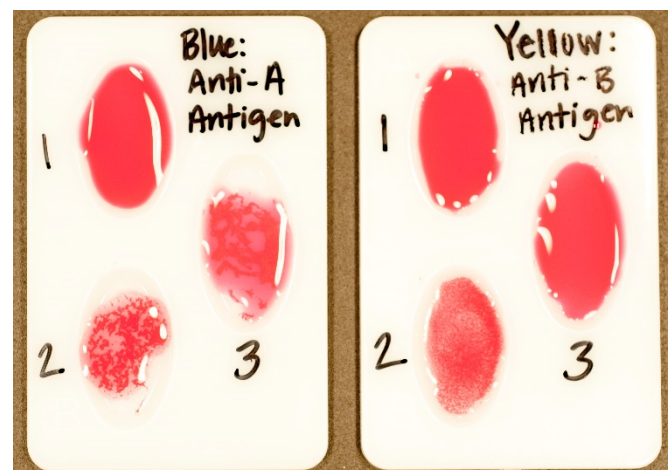 Blue:
Anti-A
Antigen
1
2
3
Yellow:
Anti-B
Antigen
1
2
3